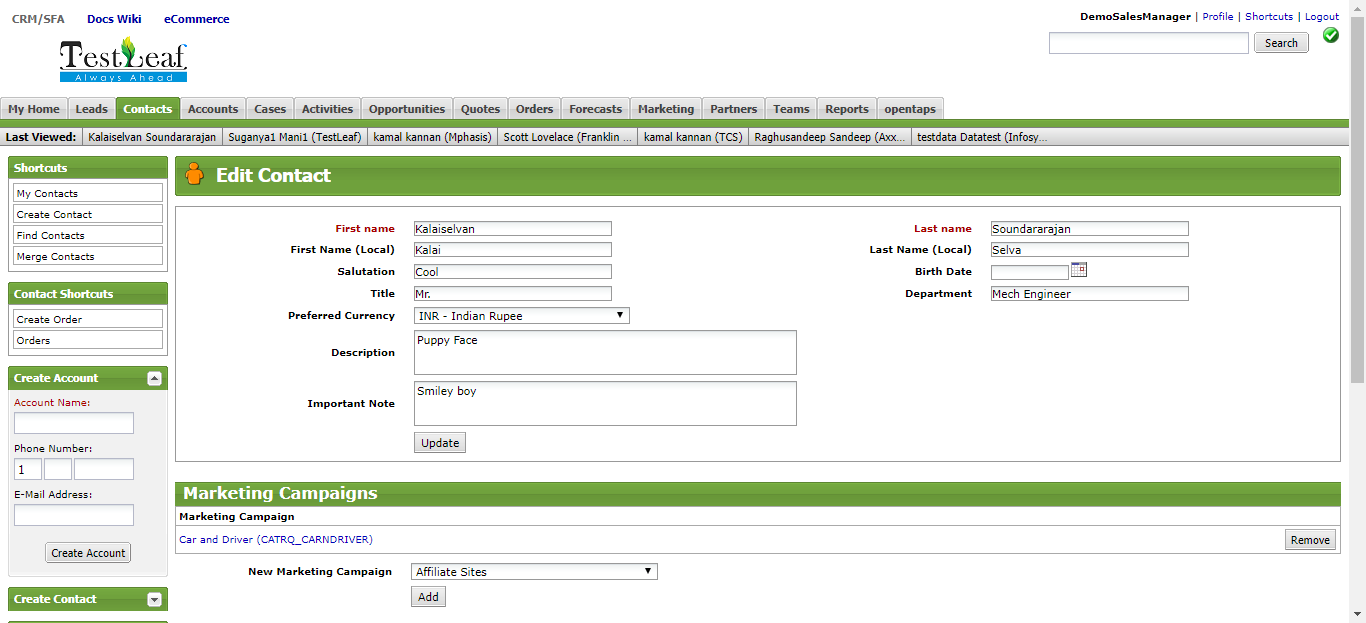 CRM/SFA Docs Wiki eCommerce
DemoSalesManager | Profile | Shortcuts | Logout
Search
TestLeaf
Always Ahead
My Home Leads Contacts Accounts Cases Activities Opportunities Quotes Orders Forecasts Marketing Partners Teams Reports opentaps
Last Viewed: Kalaiselvan Soundararajan Suganya1 Mani1 (TestLeaf) kamal kannan (Mphasis) Scott Lovelace (Franklin ... kamal kannan (TCS) Raghusandeep Sandeep (Axx... testdata Datatest (Infosy...
Shortcuts
My Contacts
Create Contact
Find Contacts
Merge Contacts
Contact Shortcuts
Create Order
Orders
Create Account
Account Name:
Phone Number:
1
E-Mail Address:
Create Account
Create Contact
Edit Contact
First name Kalaiselvan Last name Soundararajan
First Name (Local) Kalai Last Name (Local) Selva
Salutation Cool Birth Date
Title Mr. Department Mech Engineer
Preferred Currency INR - Indian Rupee
Description Puppy Face
Important Note Smiley boy
Update
Marketing Campaigns
Marketing Campaign
Car and Driver (CATRQ_CARNDRIVER) Remove
New Marketing Campaign Affiliate Sites
Add